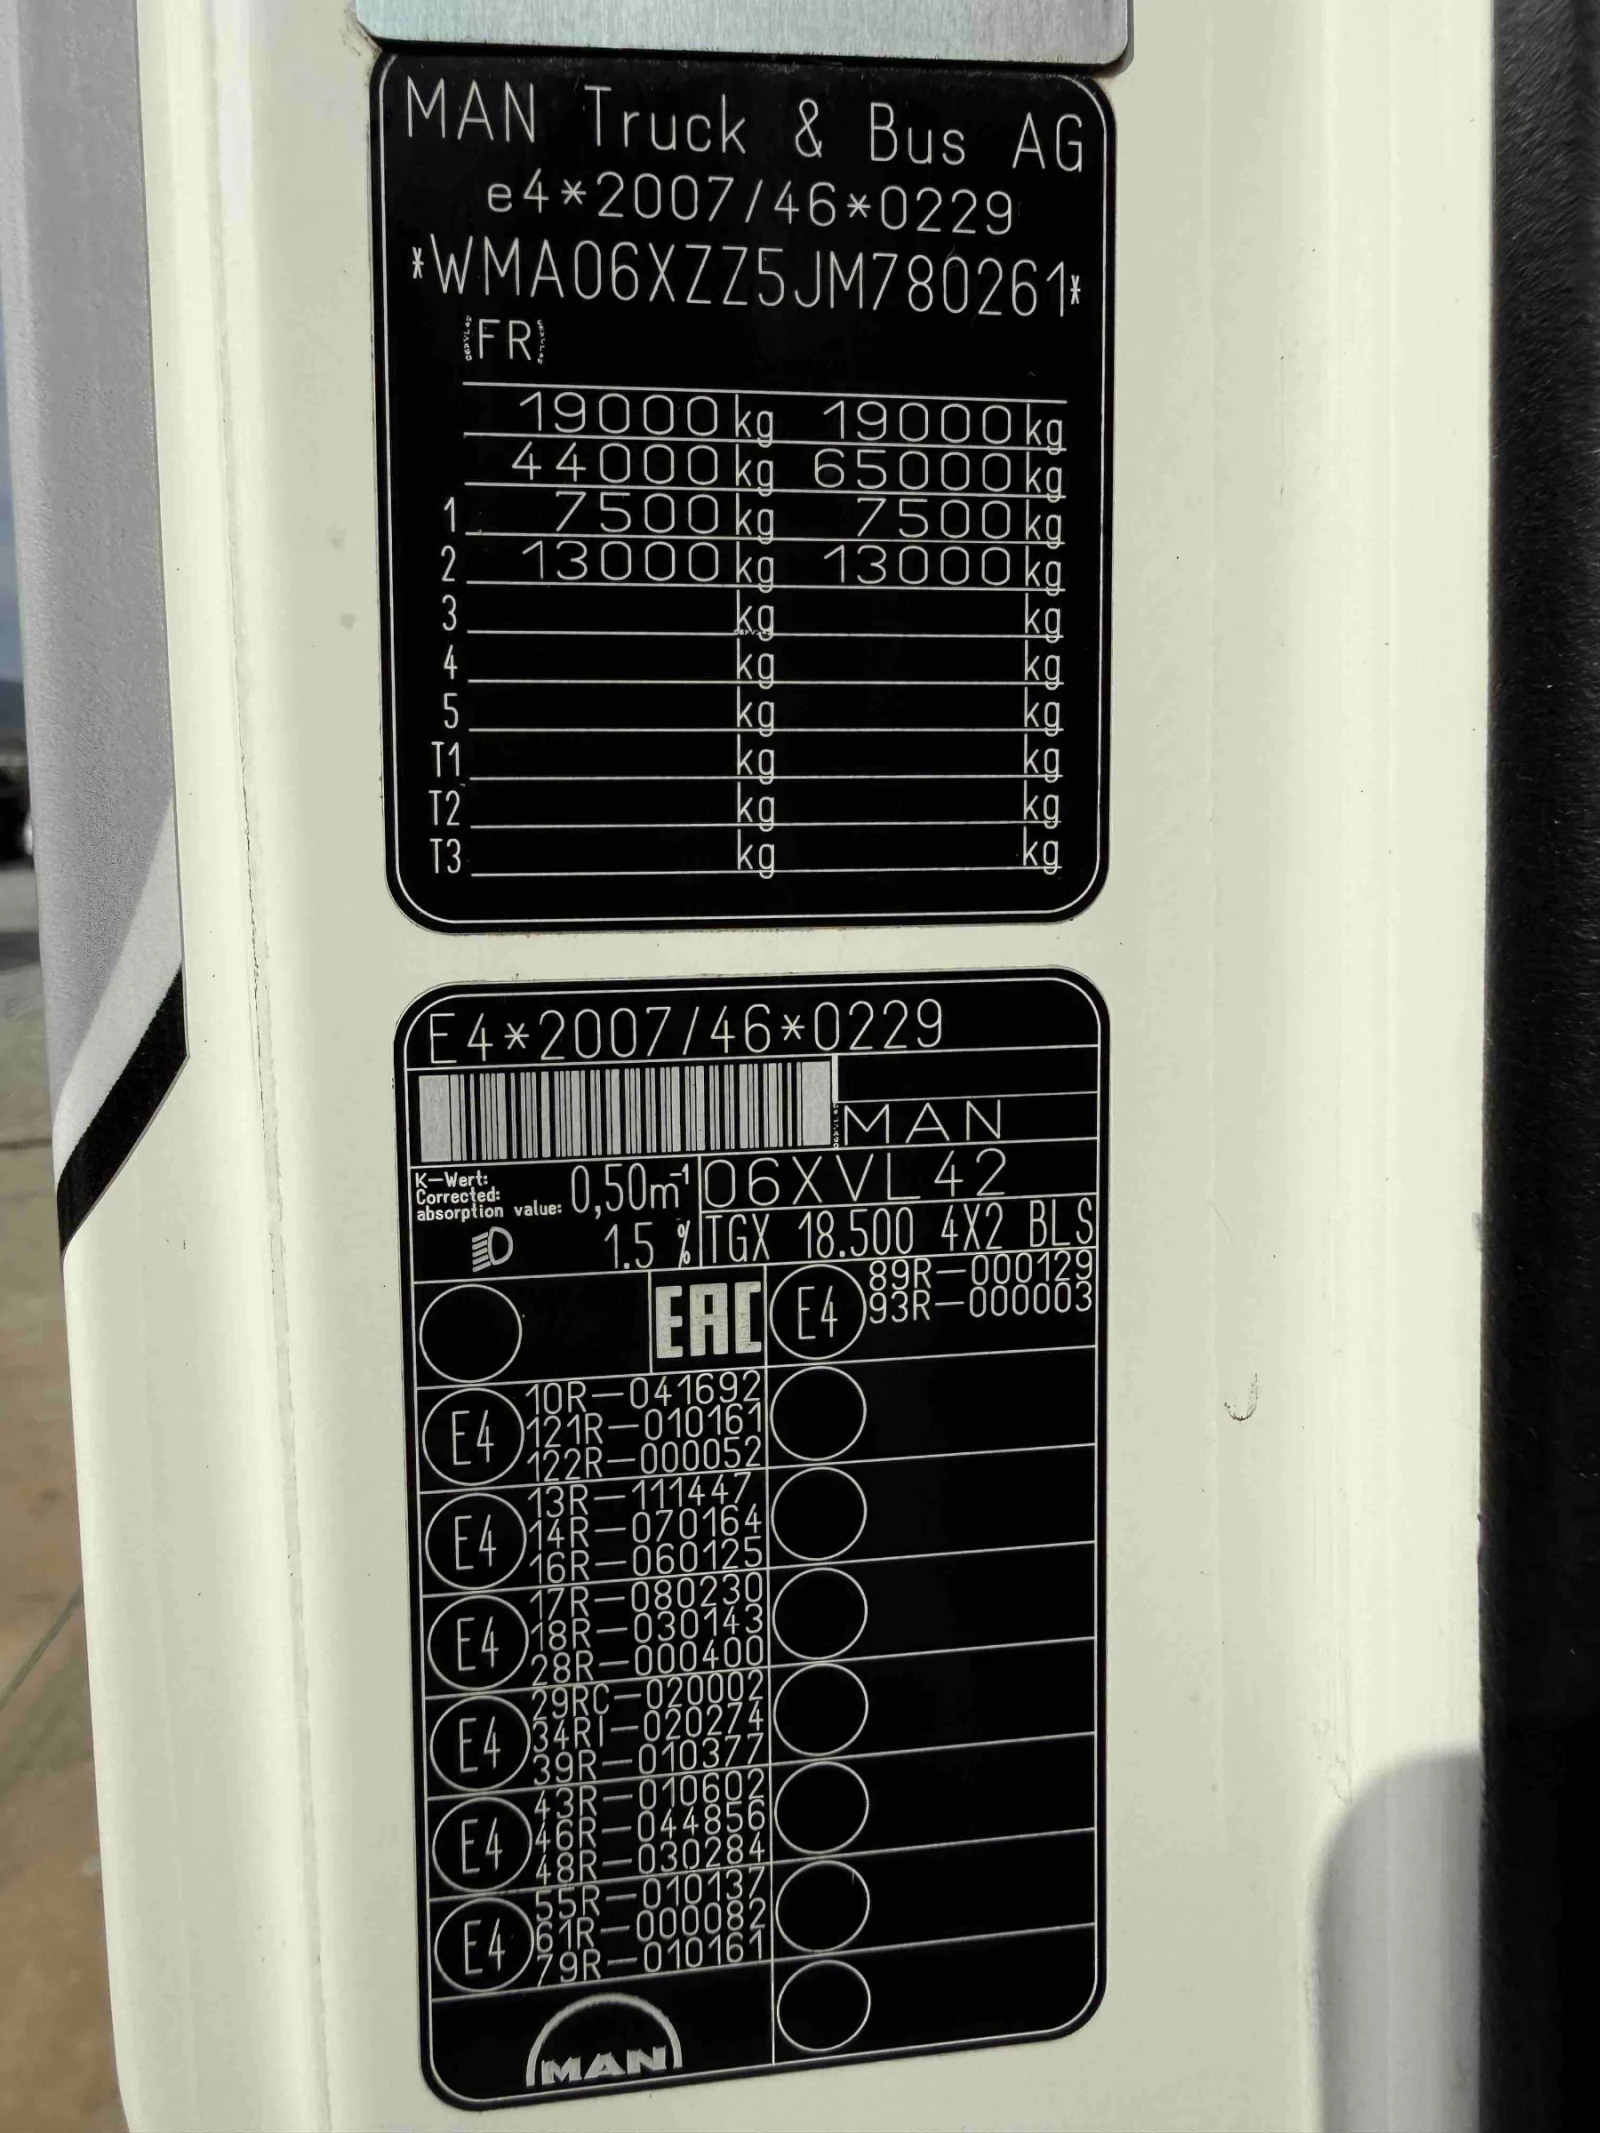 MAN Truck & Bus AG
e4*2007/46*0229
*WMA06XZZ5JM780261*
FR
19000kg 19000kg
44000kg 65000kg
1 7500kg 7500kg
2 13000kg 13000kg
3 kg kg
4 kg kg
5 kg kg
T1 kg kg
T2 kg kg
T3 kg kg
E4*2007/46*0229
MAN
K-Wert:
Corrected:
absorption value: 0,50m-1
06XVL42
1.5 %
TGX 18.500 4X2 BLS
EAC
E4
89R-000129
93R-000003
E4
10R-041692
121R-010161
122R-000052
E4
13R-111447
14R-070164
16R-060125
E4
17R-080230
18R-030143
28R-000400
E4
29RC-020002
34RI-020274
39R-010377
E4
43R-010602
46R-044856
48R-030284
E4
55R-010137
61R-000082
79R-010161
MAN